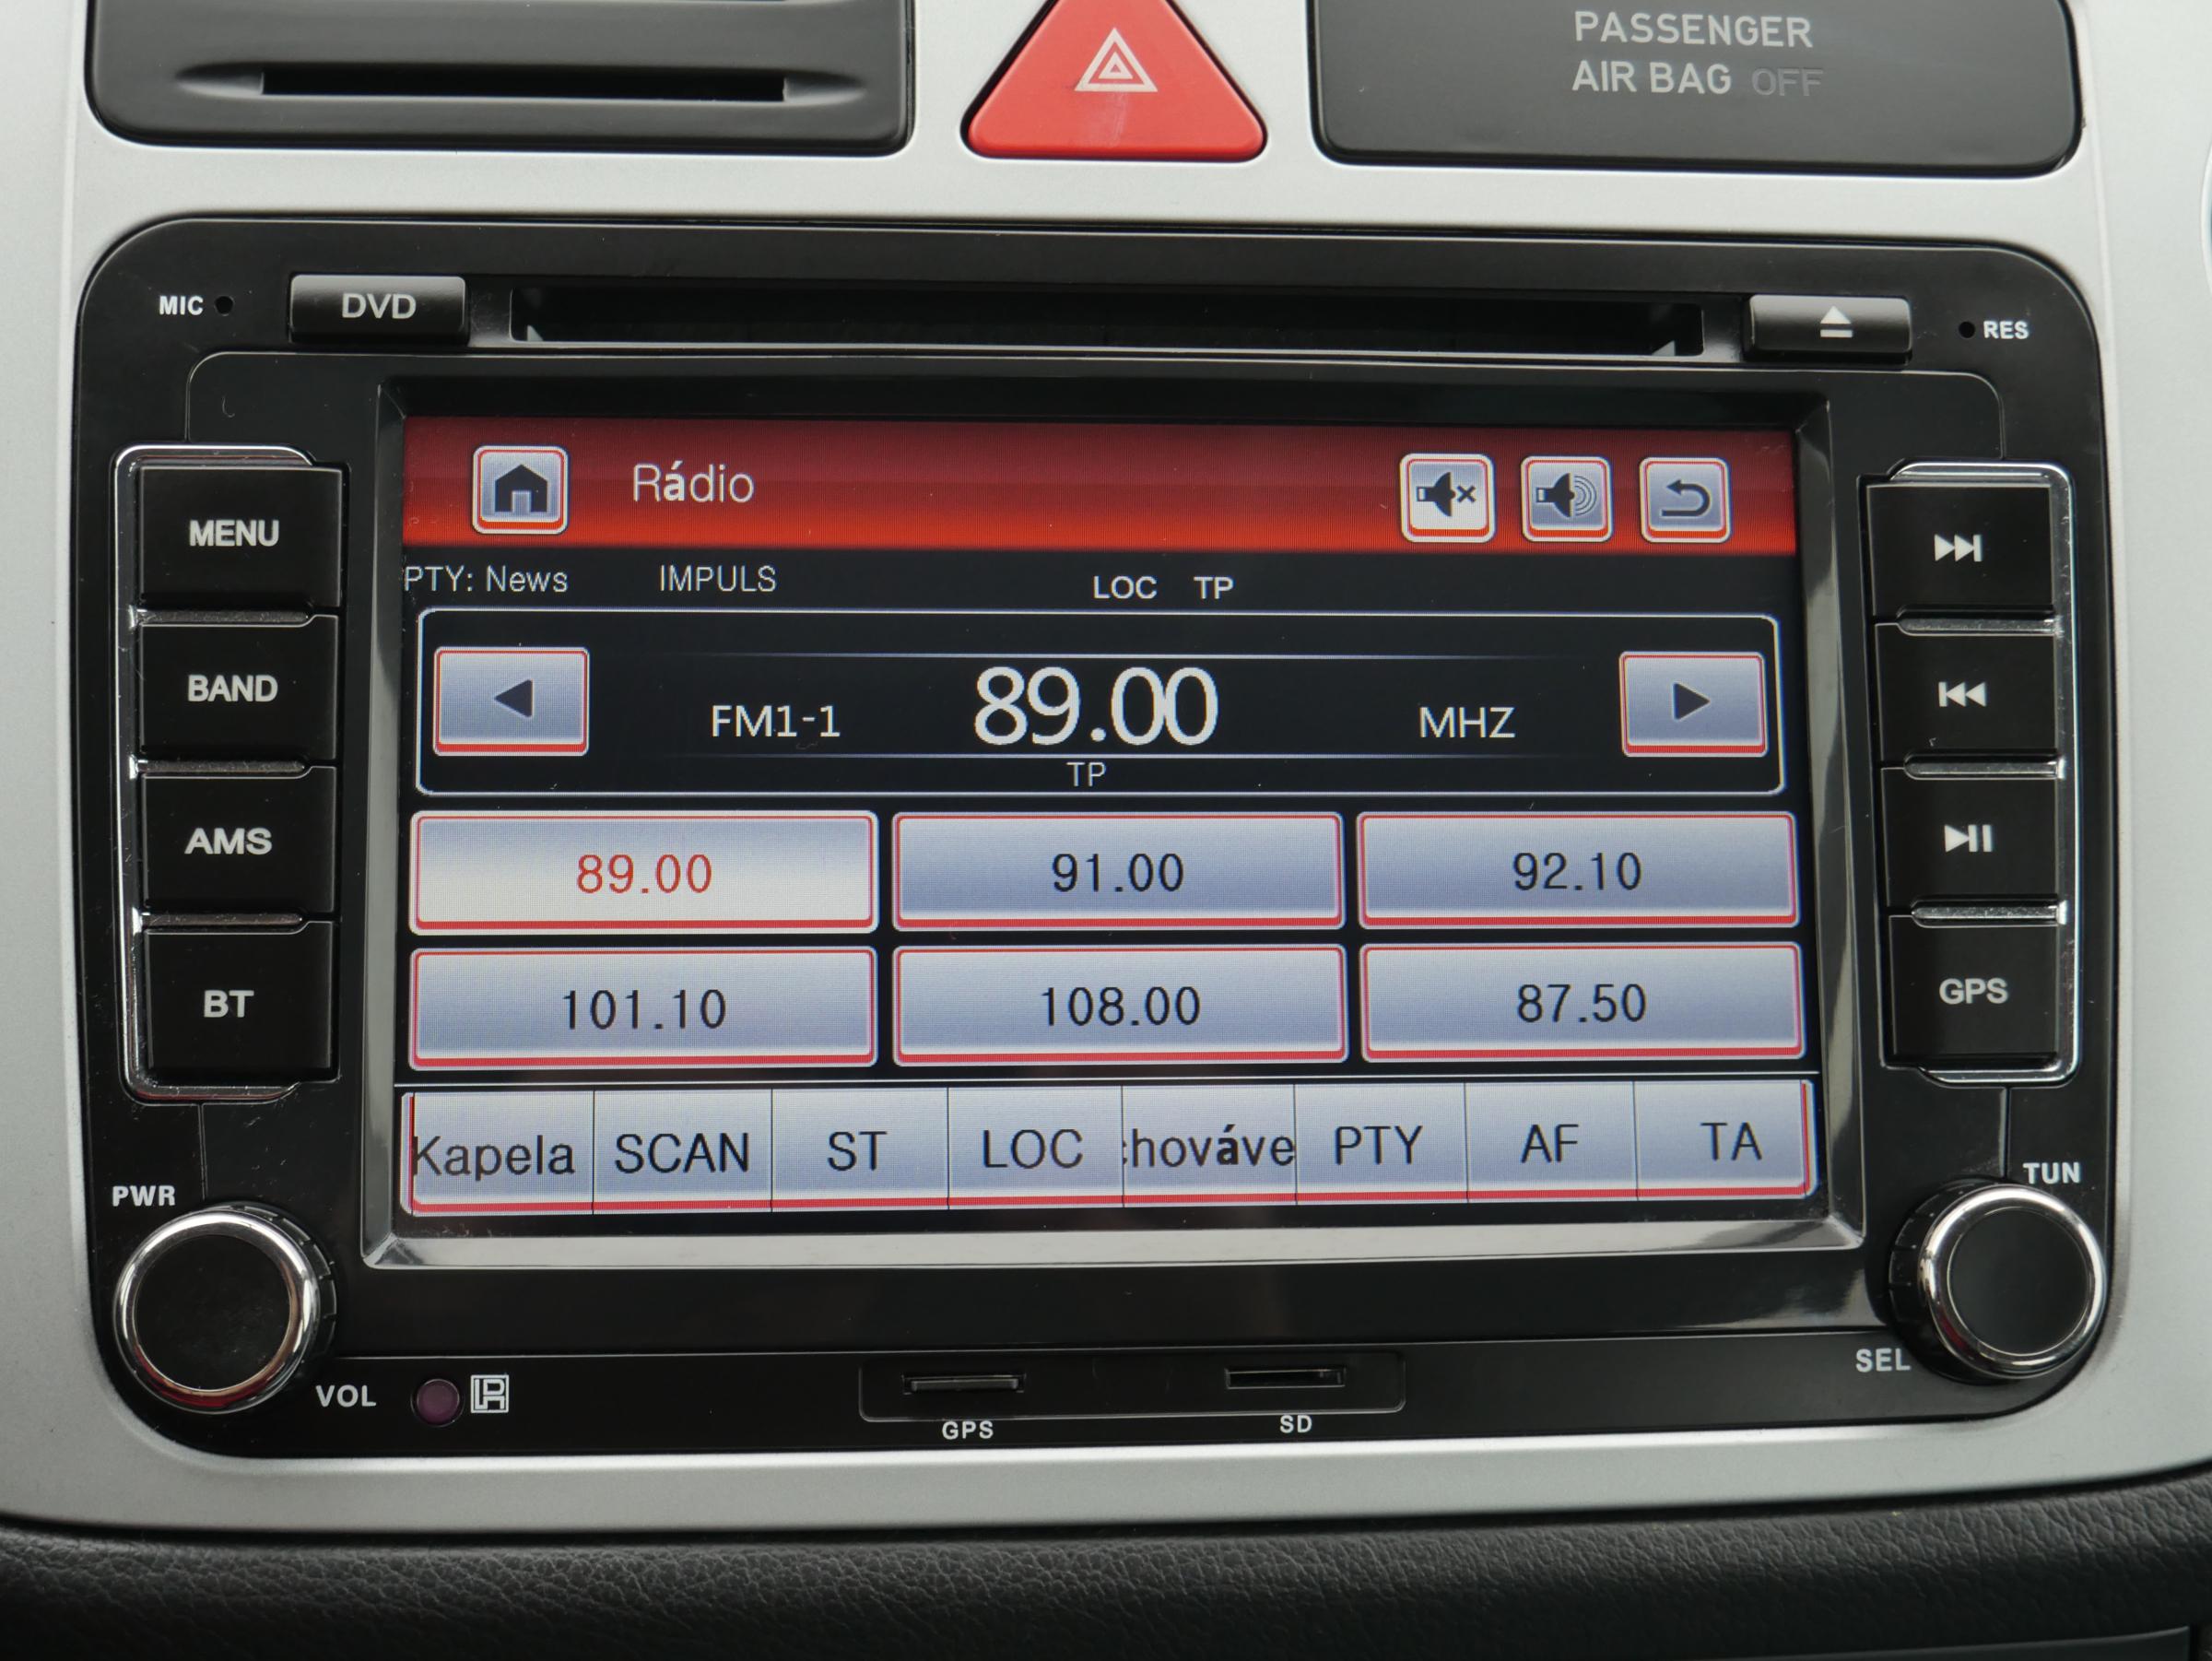 PASSENGER
AIR BAG OFF
MIC
DVD
RES
MENU
BAND
AMS
BT
Rádio
PTY: News IMPULS LOC TP
FM1-1 89.00 MHZ
TP
89.00 91.00 92.10
101.10 108.00 87.50
Kapela SCAN ST LOC hováve PTY AF TA
GPS
PWR
VOL
IR
GPS
SD
TUN
SEL